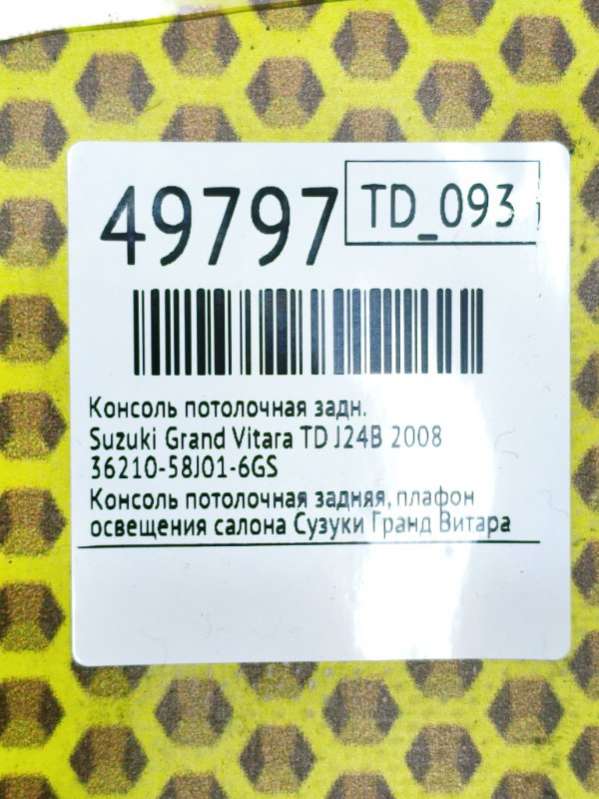 49797 TD_093
Консоль потолочная задн.
Suzuki Grand Vitara TD J24B 2008
36210-58J01-6GS
Консоль потолочная задняя, плафон
освещения салона Сузуки Гранд Витара